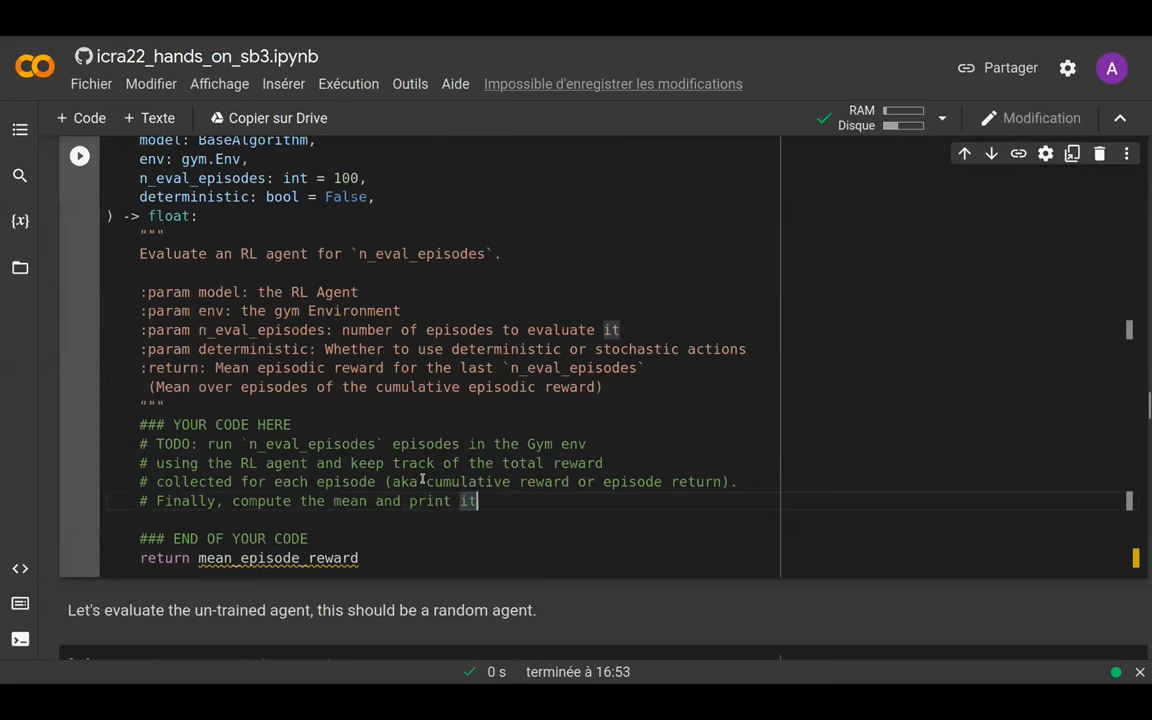 icra22_hands_on_sb3.ipynb
Partager
A
Fichier Modifier Affichage Insérer Exécution Outils Aide Impossible d'enregistrer les modifications
+ Code + Texte Copier sur Drive
RAM
Disque
Modification
model: BaseAlgorithm,
env: gym.Env,
n_eval_episodes: int = 100,
deterministic: bool = False,
) -> float:
"""
Evaluate an RL agent for `n_eval_episodes`.
:param model: the RL Agent
:param env: the gym Environment
:param n_eval_episodes: number of episodes to evaluate it
:param deterministic: Whether to use deterministic or stochastic actions
:return: Mean episodic reward for the last `n_eval_episodes`
(Mean over episodes of the cumulative episodic reward)
"""
### YOUR CODE HERE
# TODO: run `n_eval_episodes` episodes in the Gym env
# using the RL agent and keep track of the total reward
# collected for each episode (aka cumulative reward or episode return).
# Finally, compute the mean and print it
### END OF YOUR CODE
return mean_episode_reward
Let's evaluate the un-trained agent, this should be a random agent.
0 s terminée à 16:53